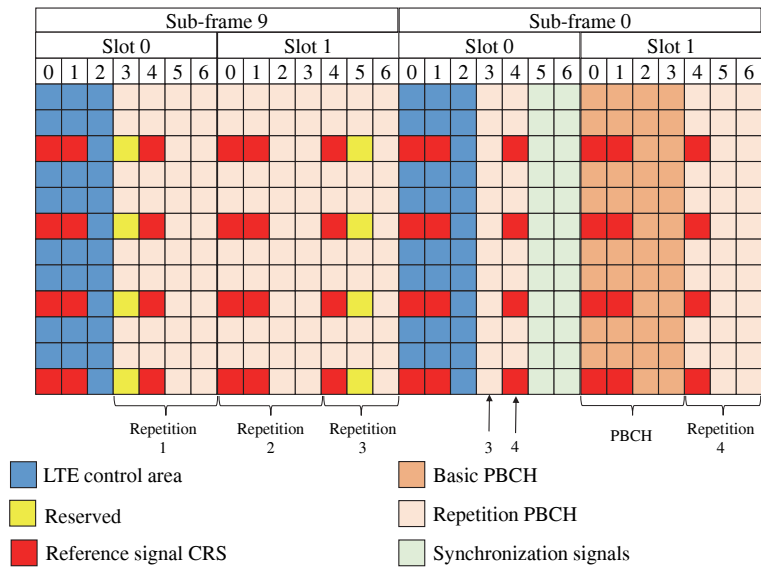 Sub-frame 9 Sub-frame 0
Slot 0 Slot 1 Slot 0 Slot 1
0 1 2 3 4 5 6 0 1 2 3 4 5 6 0 1 2 3 4 5 6 0 1 2 3 4 5 6
Repetition 1
Repetition 2
Repetition 3
3
4
PBCH
Repetition 4
LTE control area
Reserved
Reference signal CRS
Basic PBCH
Repetition PBCH
Synchronization signals